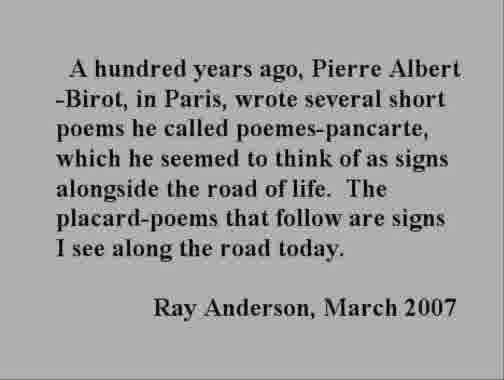 A hundred years ago, Pierre Albert
-Birot, in Paris, wrote several short
poems he called poemes-pancarte,
which he seemed to think of as signs
alongside the road of life.  The
placard-poems that follow are signs
I see along the road today.
Ray Anderson, March 2007